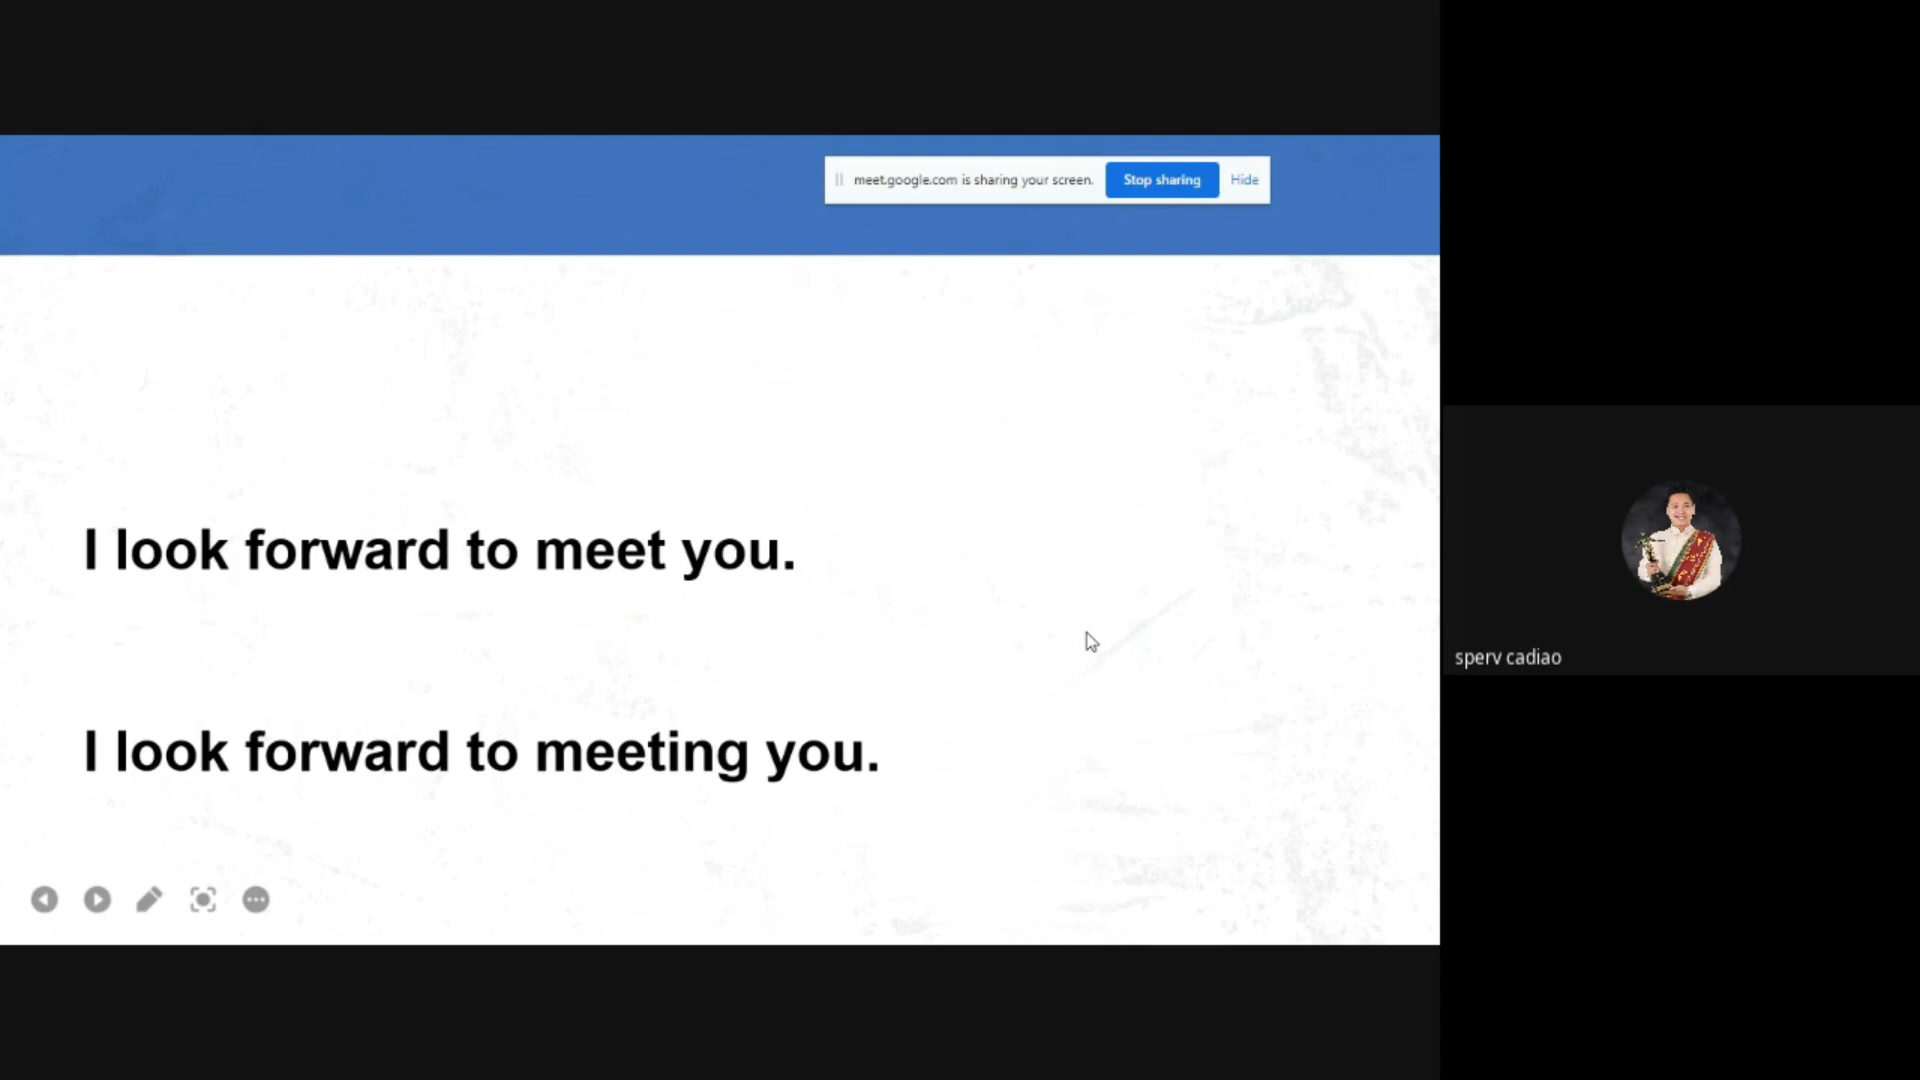 meet.google.com is sharing your screen. Stop sharing Hide
I look forward to meet you.
sperv cadiao
I look forward to meeting you.